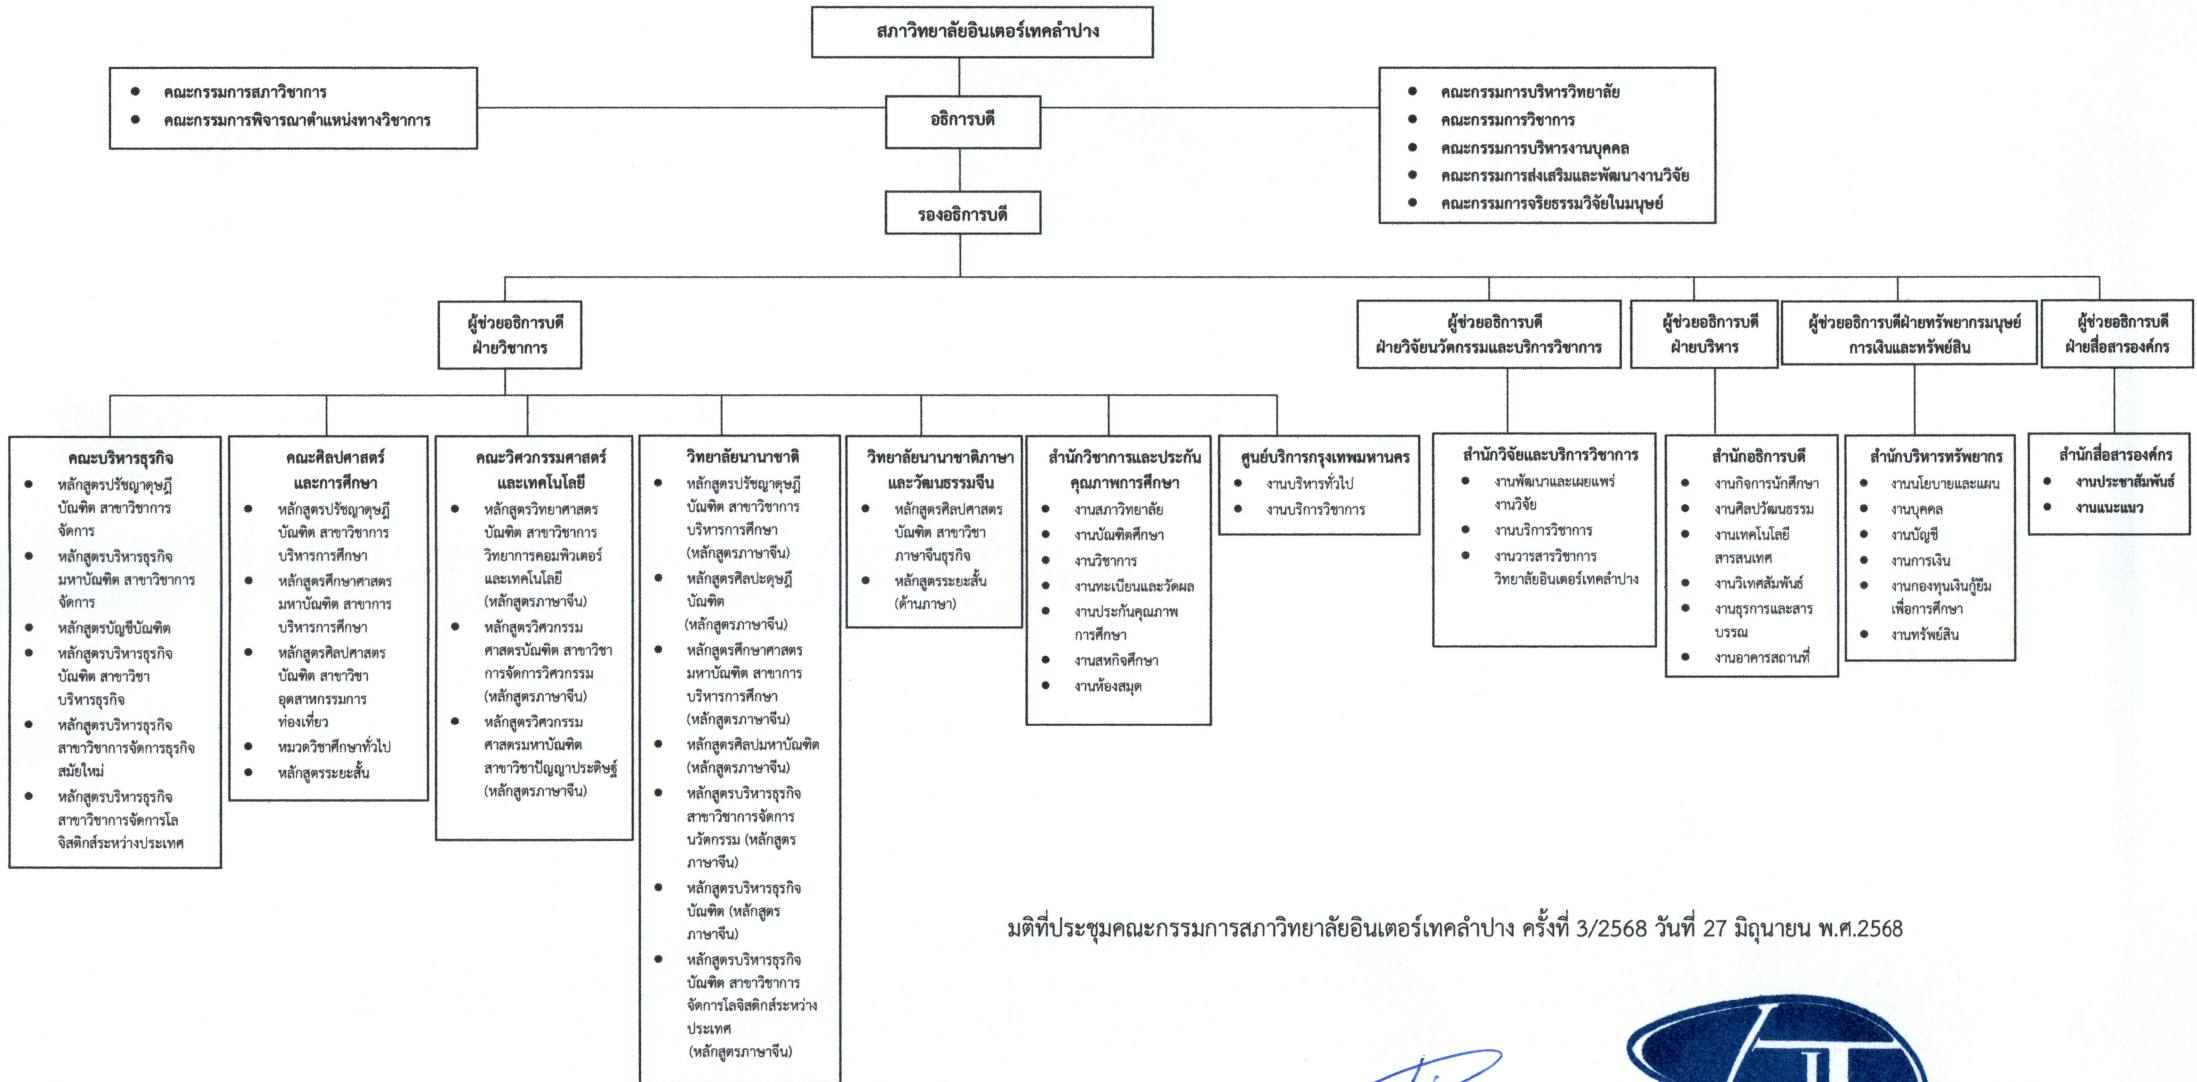 สภาวิทยาลัยอินเตอร์เทคลำปาง
คณะกรรมการสภาวิชาการ
คณะกรรมการพิจารณาตำแหน่งทางวิชาการ
อธิการบดี
คณะกรรมการบริหารวิทยาลัย
คณะกรรมการวิชาการ
คณะกรรมการบริหารงานบุคคล
คณะกรรมการส่งเสริมและพัฒนางานวิจัย
คณะกรรมการจริยธรรมวิจัยในมนุษย์
รองอธิการบดี
ผู้ช่วยอธิการบดี
ฝ่ายวิชาการ
ผู้ช่วยอธิการบดี
ฝ่ายวิจัยนวัตกรรมและบริการวิชาการ
ผู้ช่วยอธิการบดี
ฝ่ายบริหาร
ผู้ช่วยอธิการบดีฝ่ายทรัพยากรมนุษย์
การเงินและทรัพย์สิน
ผู้ช่วยอธิการบดี
ฝ่ายสื่อสารองค์กร
คณะบริหารธุรกิจ
หลักสูตรปรัชญาดุษฎี
บัณฑิต สาขาวิชาการ
จัดการ
หลักสูตรบริหารธุรกิจ
มหาบัณฑิต สาขาวิชาการ
จัดการ
หลักสูตรบัญชีบัณฑิต
หลักสูตรบริหารธุรกิจ
บัณฑิต สาขาวิชา
บริหารธุรกิจ
หลักสูตรบริหารธุรกิจ
สาขาวิชาการจัดการธุรกิจ
สมัยใหม่
หลักสูตรบริหารธุรกิจ
สาขาวิชาการจัดการโล
จิสติกส์ระหว่างประเทศ
คณะศิลปศาสตร์
และการศึกษา
หลักสูตรปรัชญาดุษฎี
บัณฑิต สาขาวิชาการ
บริหารการศึกษา
หลักสูตรศึกษาศาสตร
มหาบัณฑิต สาขาการ
บริหารการศึกษา
หลักสูตรศิลปศาสตร
บัณฑิต สาขาวิชา
อุตสาหกรรมการ
ท่องเที่ยว
หมวดวิชาศึกษาทั่วไป
หลักสูตรระยะสั้น
คณะวิศวกรรมศาสตร์
และเทคโนโลยี
หลักสูตรวิทยาศาสตร
บัณฑิต สาขาวิชาการ
วิทยาการคอมพิวเตอร์
และเทคโนโลยี
(หลักสูตรภาษาจีน)
หลักสูตรวิศวกรรม
ศาสตรบัณฑิต สาขาวิชา
การจัดการวิศวกรรม
(หลักสูตรภาษาจีน)
หลักสูตรวิศวกรรม
ศาสตรมหาบัณฑิต
สาขาวิชาปัญญาประดิษฐ์
(หลักสูตรภาษาจีน)
วิทยาลัยนานาชาติ
หลักสูตรปรัชญาดุษฎี
บัณฑิต สาขาวิชาการ
บริหารการศึกษา
(หลักสูตรภาษาจีน)
หลักสูตรศิลปะดุษฎี
บัณฑิต
(หลักสูตรภาษาจีน)
หลักสูตรศึกษาศาสตร
มหาบัณฑิต สาขาการ
บริหารการศึกษา
(หลักสูตรภาษาจีน)
หลักสูตรศิลปมหาบัณฑิต
(หลักสูตรภาษาจีน)
หลักสูตรบริหารธุรกิจ
สาขาวิชาการจัดการ
นวัตกรรม (หลักสูตร
ภาษาจีน)
หลักสูตรบริหารธุรกิจ
บัณฑิต (หลักสูตร
ภาษาจีน)
หลักสูตรบริหารธุรกิจ
บัณฑิต สาขาวิชาการ
จัดการโลจิสติกส์ระหว่าง
ประเทศ
(หลักสูตรภาษาจีน)
วิทยาลัยนานาชาติภาษา
และวัฒนธรรมจีน
หลักสูตรศิลปศาสตร
บัณฑิต สาขาวิชา
ภาษาจีนธุรกิจ
หลักสูตรระยะสั้น
(ด้านภาษา)
สำนักวิชาการและประกัน
คุณภาพการศึกษา
งานสภาวิทยาลัย
งานบัณฑิตศึกษา
งานวิชาการ
งานทะเบียนและวัดผล
งานประกันคุณภาพ
การศึกษา
งานสหกิจศึกษา
งานห้องสมุด
ศูนย์บริการกรุงเทพมหานคร
งานบริหารทั่วไป
งานบริการวิชาการ
สำนักวิจัยและบริการวิชาการ
งานพัฒนาและเผยแพร่
งานวิจัย
งานบริการวิชาการ
งานวารสารวิชาการ
วิทยาลัยอินเตอร์เทคลำปาง
สำนักอธิการบดี
งานกิจการนักศึกษา
งานศิลปวัฒนธรรม
งานเทคโนโลยี
สารสนเทศ
งานวิเทศสัมพันธ์
งานธุรการและสาร
บรรณ
งานอาคารสถานที่
สำนักบริหารทรัพยากร
งานนโยบายและแผน
งานบุคคล
งานบัญชี
งานการเงิน
งานกองทุนเงินกู้ยืม
เพื่อการศึกษา
งานทรัพย์สิน
สำนักสื่อสารองค์กร
งานประชาสัมพันธ์
งานแนะแนว
มติที่ประชุมคณะกรรมการสภาวิทยาลัยอินเตอร์เทคลำปาง ครั้งที่ 3/2568 วันที่ 27 มิถุนายน พ.ศ.2568